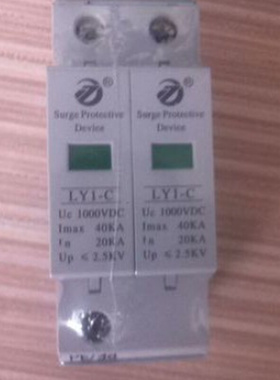 ®
Surge Protective
Device
LY1-C
Uc 1000VDC
Imax 40KA
In 20KA
Up ≤ 2.5KV
®
Surge Protective
Device
LY1-C
Uc 1000VDC
Imax 40KA
In 20KA
Up ≤ 2.5KV